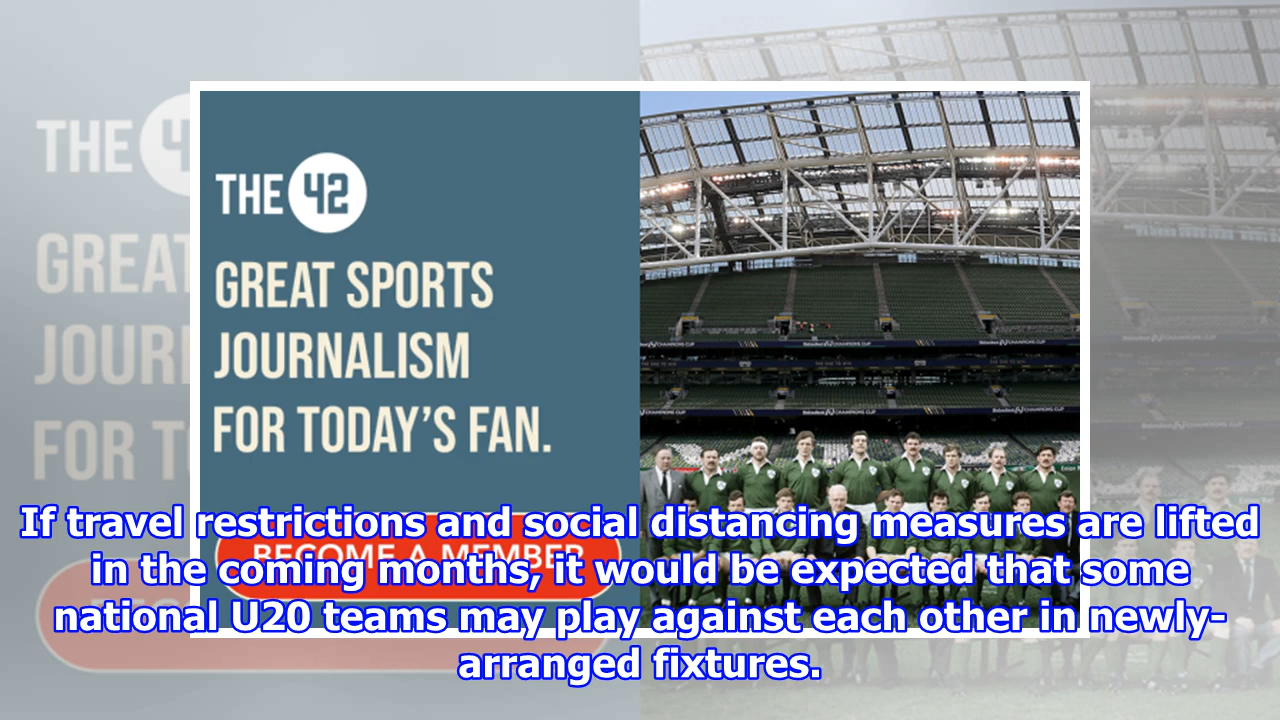 THE 42
GREAT SPORTS
JOURNALISM
FOR TODAY'S FAN.
BECOME A MEMBER
If travel restrictions and social distancing measures are lifted
in the coming months, it would be expected that some
national U20 teams may play against each other in newly-
arranged fixtures.